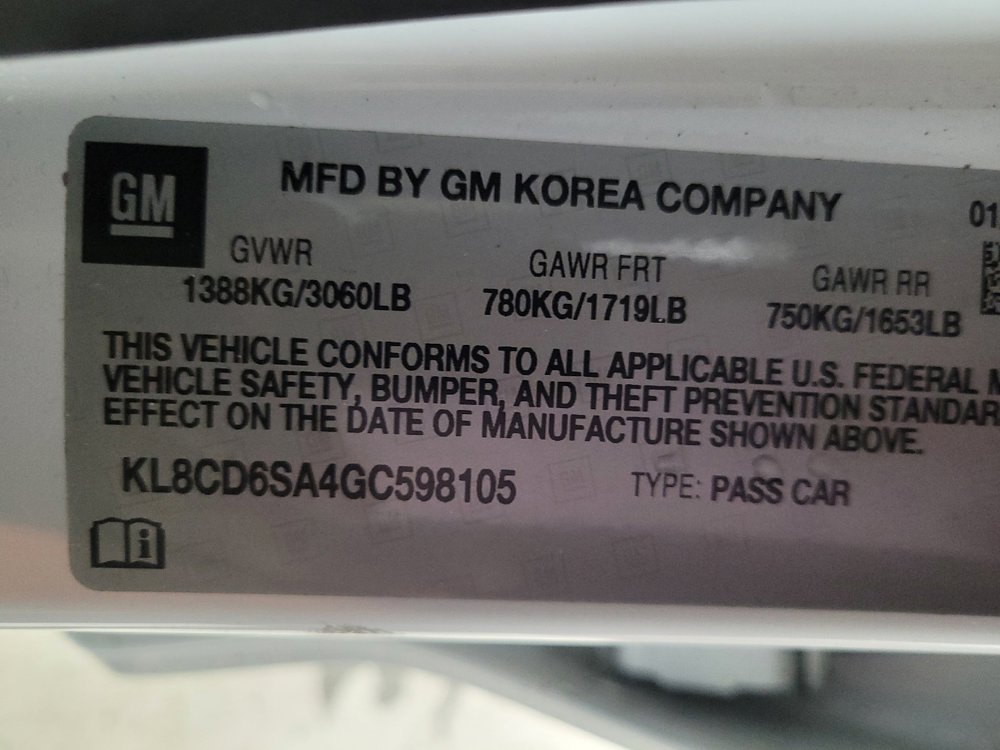 GM
MFD BY GM KOREA COMPANY
01
GVWR GAWR FRT GAWR RR
1388KG/3060LB 780KG/1719LB 750KG/1653LB
THIS VEHICLE CONFORMS TO ALL APPLICABLE U.S. FEDERAL
VEHICLE SAFETY, BUMPER, AND THEFT PREVENTION STANDAR
EFFECT ON THE DATE OF MANUFACTURE SHOWN ABOVE.
KL8CD6SA4GC598105 TYPE: PASS CAR
i